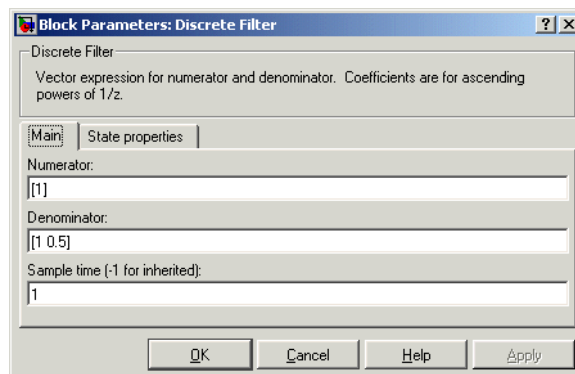 Block Parameters: Discrete Filter
Discrete Filter
Vector expression for numerator and denominator. Coefficients are for ascending
powers of 1/z.
Main State properties
Numerator:
[1]
Denominator:
[1 0.5]
Sample time (-1 for inherited):
1
OK Cancel Help Apply